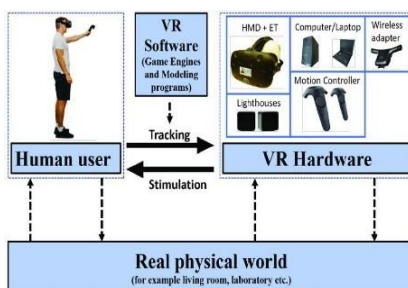 VR
Software
(Game Engines
and Modeling
programs)
HMD + ET
Computer/Laptop
Wireless
adapter
Lighthouses
Motion Controller
Tracking
Human user
Stimulation
VR Hardware
Real physical world
(for example living room, laboratory etc.)